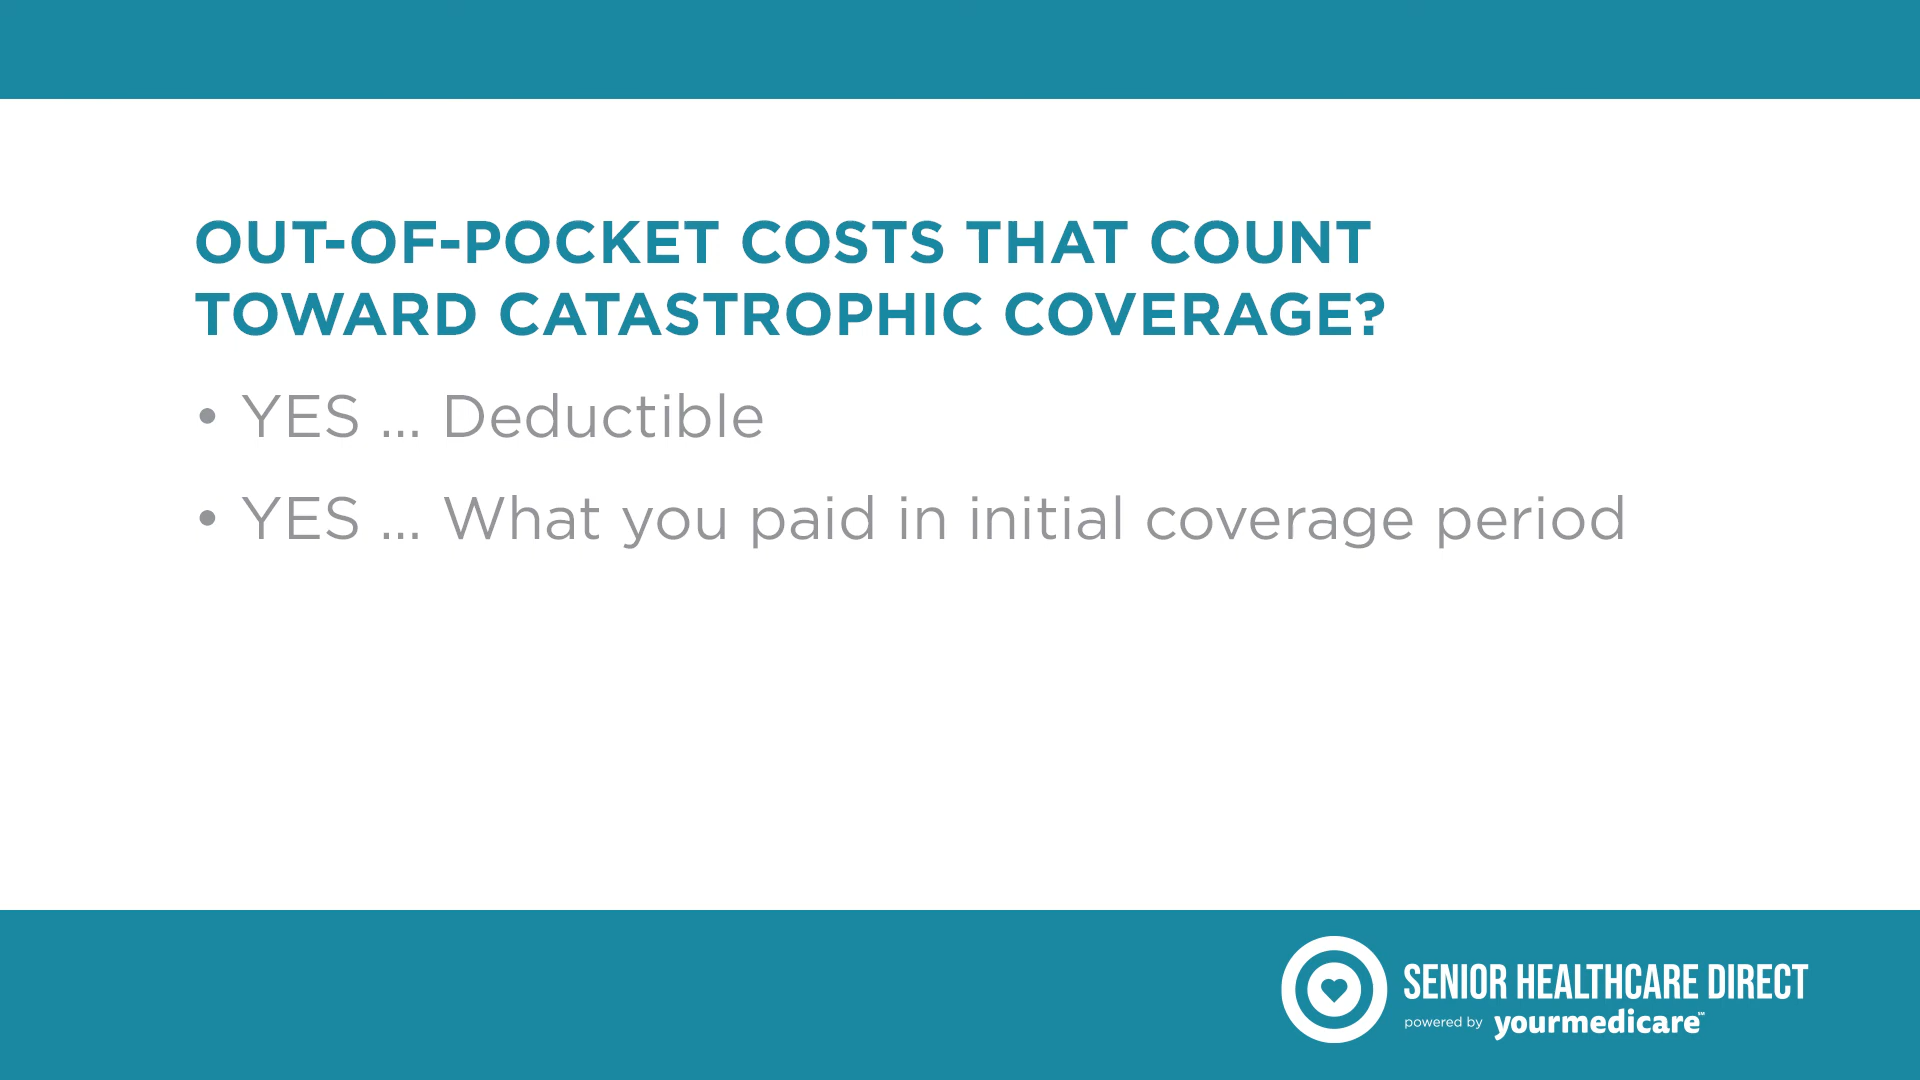 OUT-OF-POCKET COSTS THAT COUNT
TOWARD CATASTROPHIC COVERAGE?
• YES ... Deductible
• YES ... What you paid in initial coverage period
SENIOR HEALTHCARE DIRECT
powered by yourmedicare℠